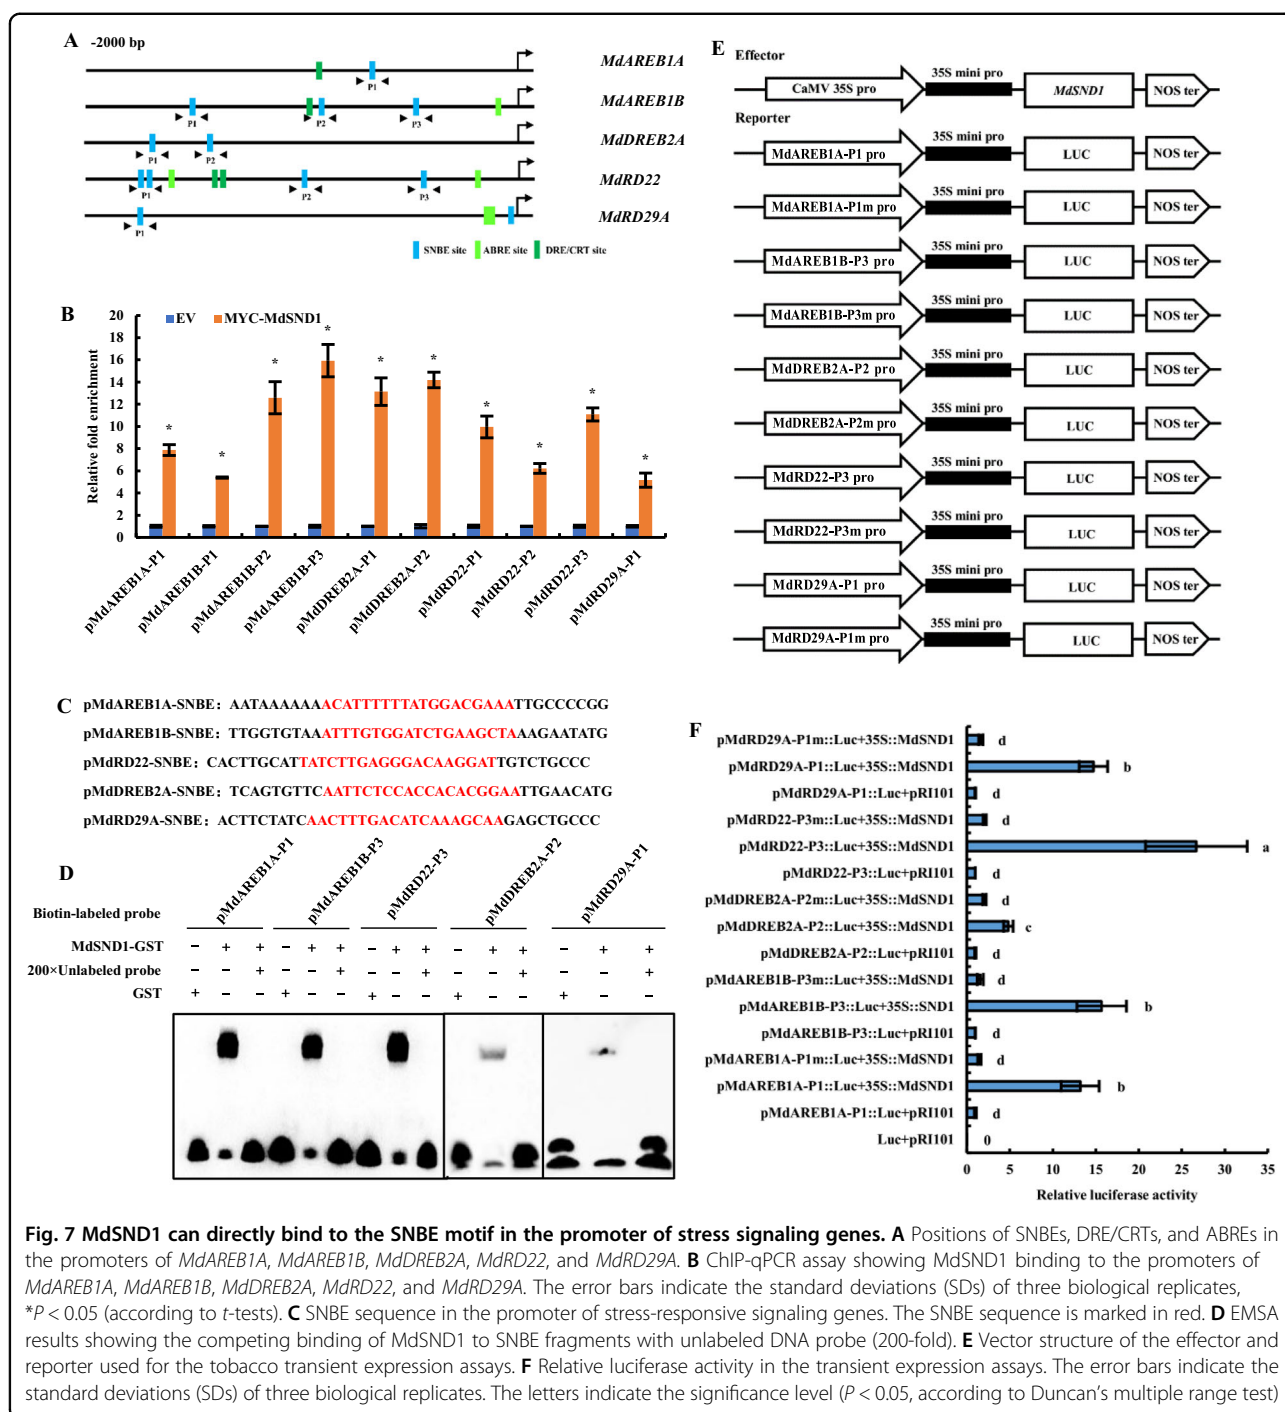 A -2000 bp
MdAREB1A
P1
MdAREB1B
P1 P2 P3
MdDREB2A
P1 P2
MdRD22
P1 P2 P3
MdRD29A
P1
SNBE site ABRE site DRE/CRT site
B
EV MYC-MdSND1
Relative fold enrichment
20
18
16
14
12
10
8
6
4
2
0
* * * * * * * * * *
pMdAREB1A-P1 pMdAREB1B-P1 pMdAREB1B-P2 pMdAREB1B-P3 pMdDREB2A-P1 pMdDREB2A-P2 pMdRD22-P1 pMdRD22-P2 pMdRD22-P3 pMdRD29A-P1
C pMdAREB1A-SNBE: AATAAAAAAACATTTTTTATGGACGAAATTGCCCCGG
pMdAREB1B-SNBE: TTGGTGTAAATTTGTGGATCTGAAGCTAAAGAATATG
pMdRD22-SNBE: CACTTGCATTATCTTGAGGGACAAGGATTGTCTGCCC
pMdDREB2A-SNBE: TCAGTGTTCAATTCTCCACCACACGGAATTGAACATG
pMdRD29A-SNBE: ACTTCTATCAACTTTGACATCAAAGCAAGAGCTGCCC
D
pMdAREB1A-P1 pMdAREB1B-P3 pMdRD22-P3 pMdDREB2A-P2 pMdRD29A-P1
Biotin-labeled probe
MdSND1-GST − + + − + + − + + − + + − + +
200×Unlabeled probe − − + − − + − − + − − + − − +
GST + − − + − − + − − + − − + − −
E
Effector
CaMV 35S pro 35S mini pro MdSND1 NOS ter
Reporter
MdAREB1A-P1 pro 35S mini pro LUC NOS ter
MdAREB1A-P1m pro 35S mini pro LUC NOS ter
MdAREB1B-P3 pro 35S mini pro LUC NOS ter
MdAREB1B-P3m pro 35S mini pro LUC NOS ter
MdDREB2A-P2 pro 35S mini pro LUC NOS ter
MdDREB2A-P2m pro 35S mini pro LUC NOS ter
MdRD22-P3 pro 35S mini pro LUC NOS ter
MdRD22-P3m pro 35S mini pro LUC NOS ter
MdRD29A-P1 pro 35S mini pro LUC NOS ter
MdRD29A-P1m pro 35S mini pro LUC NOS ter
F
pMdRD29A-P1m::Luc+35S::MdSND1 d
pMdRD29A-P1::Luc+35S::MdSND1 b
pMdRD29A-P1::Luc+pRI101 d
pMdRD22-P3m::Luc+35S::MdSND1 d
pMdRD22-P3::Luc+35S::MdSND1 a
pMdRD22-P3::Luc+pRI101 d
pMdDREB2A-P2m::Luc+35S::MdSND1 d
pMdDREB2A-P2::Luc+35S::MdSND1 c
pMdDREB2A-P2::Luc+pRI101 d
pMdAREB1B-P3m::Luc+35S::MdSND1 d
pMdAREB1B-P3::Luc+35S::SND1 b
pMdAREB1B-P3::Luc+pRI101 d
pMdAREB1A-P1m::Luc+35S::MdSND1 d
pMdAREB1A-P1::Luc+35S::MdSND1 b
pMdAREB1A-P1::Luc+pRI101 d
Luc+pRI101 0
0 5 10 15 20 25 30 35
Relative luciferase activity
Fig. 7 MdSND1 can directly bind to the SNBE motif in the promoter of stress signaling genes. A Positions of SNBEs, DRE/CRTs, and ABREs in
the promoters of MdAREB1A, MdAREB1B, MdDREB2A, MdRD22, and MdRD29A. B ChIP-qPCR assay showing MdSND1 binding to the promoters of
MdAREB1A, MdAREB1B, MdDREB2A, MdRD22, and MdRD29A. The error bars indicate the standard deviations (SDs) of three biological replicates,
*P < 0.05 (according to t-tests). C SNBE sequence in the promoter of stress-responsive signaling genes. The SNBE sequence is marked in red. D EMSA
results showing the competing binding of MdSND1 to SNBE fragments with unlabeled DNA probe (200-fold). E Vector structure of the effector and
reporter used for the tobacco transient expression assays. F Relative luciferase activity in the transient expression assays. The error bars indicate the
standard deviations (SDs) of three biological replicates. The letters indicate the significance level (P < 0.05, according to Duncan's multiple range test)